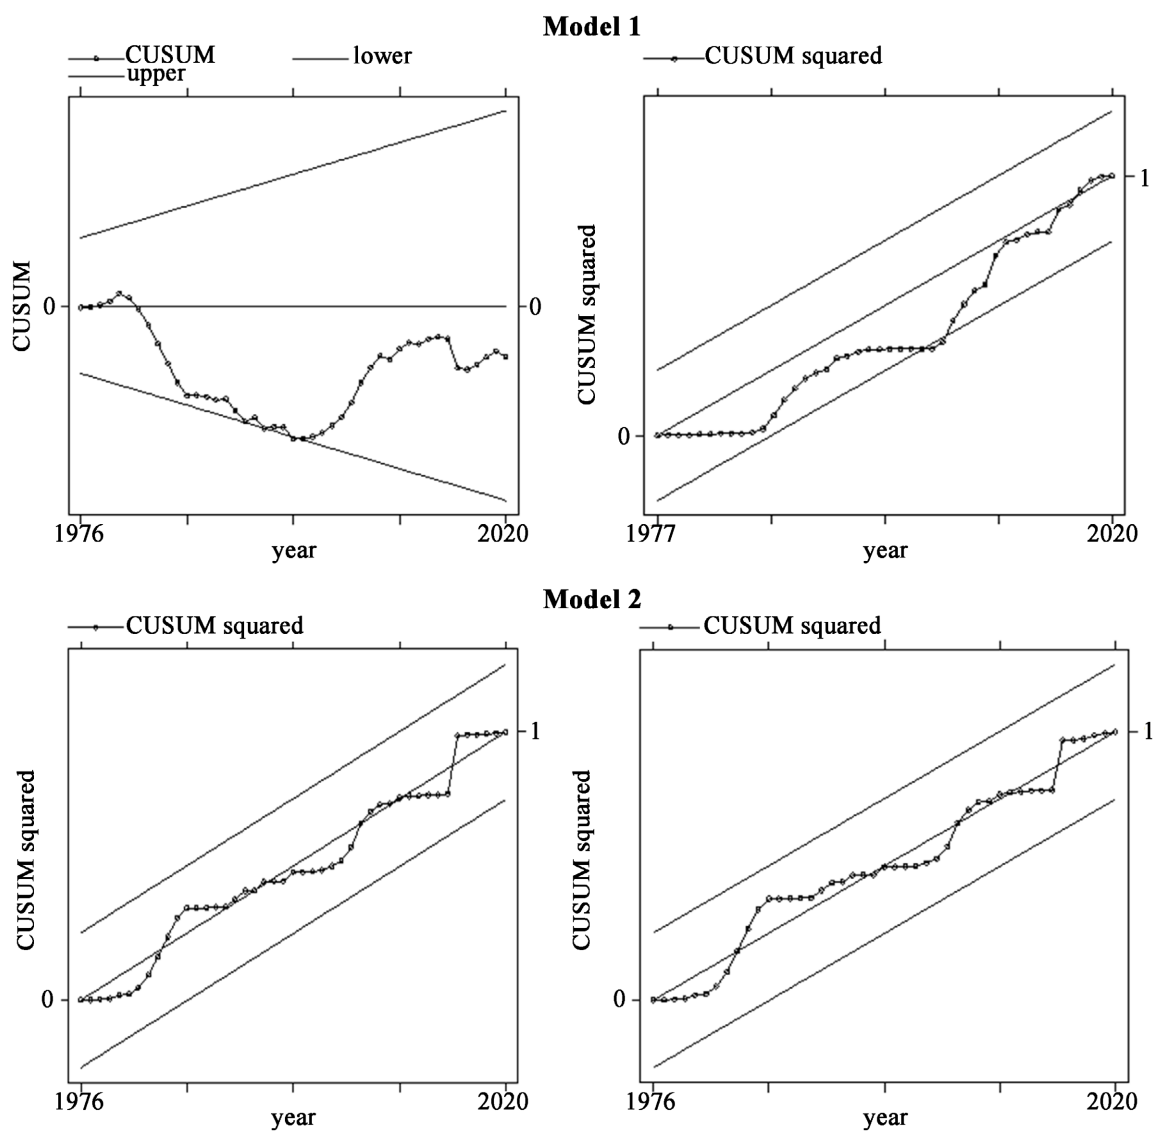 Model 1
CUSUM
lower
upper
CUSUM squared
CUSUM
0
0
1976
2020
year
CUSUM squared
1
0
1977
2020
year
Model 2
CUSUM squared
CUSUM squared
CUSUM squared
1
0
1976
2020
year
CUSUM squared
1
0
1976
2020
year